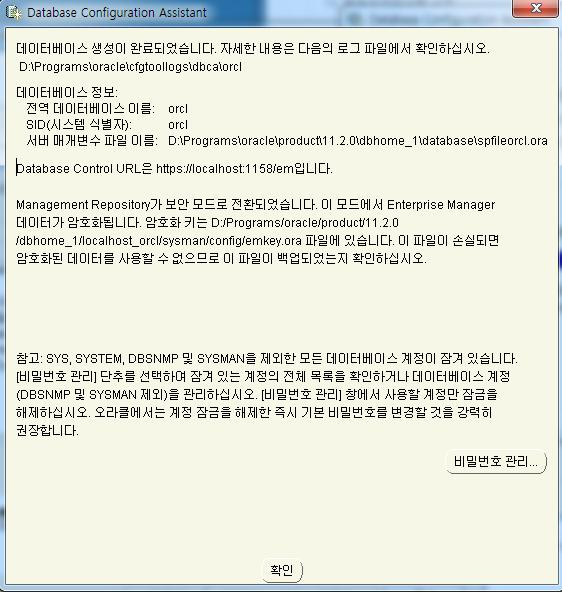 Database Configuration Assistant
데이터베이스 생성이 완료되었습니다. 자세한 내용은 다음의 로그 파일에서 확인하십시오.
D:\Programs\oracle\cfgtoollogs\dbca\orcl
데이터베이스 정보:
전역 데이터베이스 이름: orcl
SID(시스템 식별자): orcl
서버 매개변수 파일 이름: D:\Programs\oracle\product\11.2.0\dbhome_1\database\spfileorcl.ora
Database Control URL은 https://localhost:1158/em입니다.
Management Repository가 보안 모드로 전환되었습니다. 이 모드에서 Enterprise Manager
데이터가 암호화됩니다. 암호화 키는 D:/Programs/oracle/product/11.2.0
/dbhome_1/localhost_orcl/sysman/config/emkey.ora 파일에 있습니다. 이 파일이 손실되면
암호화된 데이터를 사용할 수 없으므로 이 파일이 백업되었는지 확인하십시오.
참고: SYS, SYSTEM, DBSNMP 및 SYSMAN을 제외한 모든 데이터베이스 계정이 잠겨 있습니다.
[비밀번호 관리] 단추를 선택하여 잠겨 있는 계정의 전체 목록을 확인하거나 데이터베이스 계정
(DBSNMP 및 SYSMAN 제외)을 관리하십시오. [비밀번호 관리] 창에서 사용할 계정만 잠금을
해제하십시오. 오라클에서는 계정 잠금을 해제한 즉시 기본 비밀번호를 변경할 것을 강력히
권장합니다.
비밀번호 관리...
확인